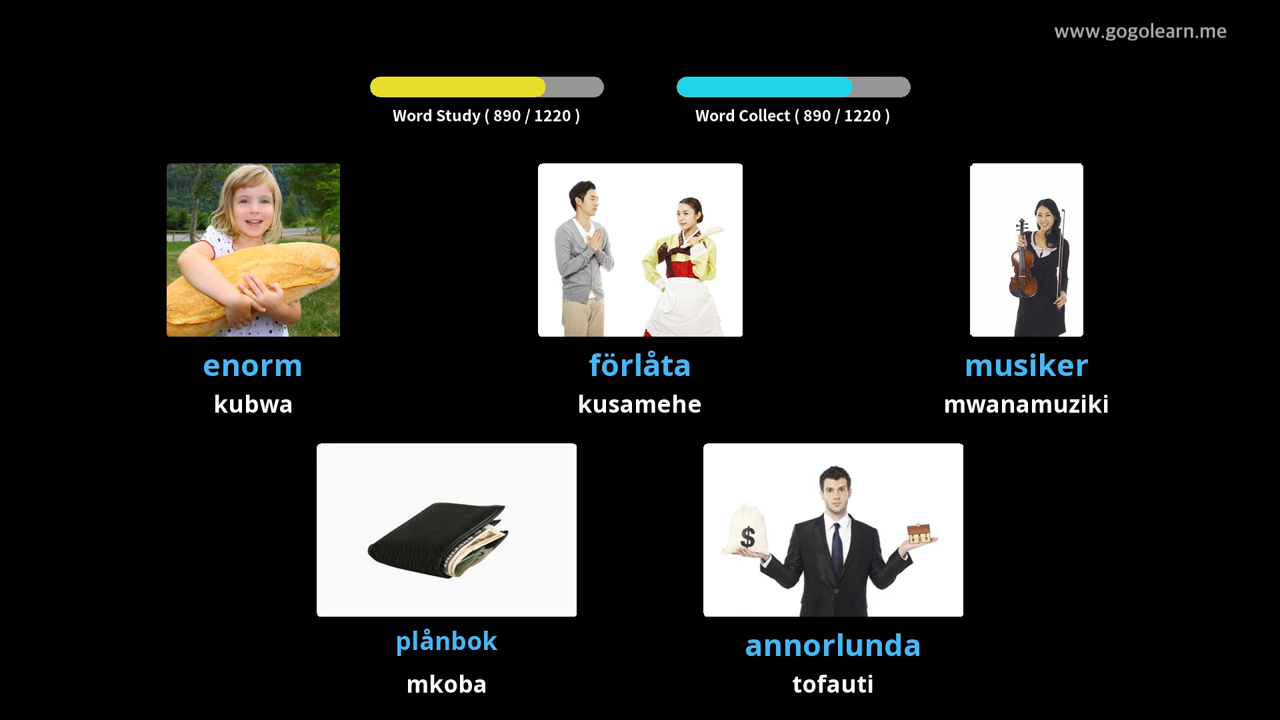 www.gogolearn.me
Word Study ( 890 / 1220 )
Word Collect ( 890 / 1220 )
enorm
kubwa
förlåta
kusamehe
musiker
mwanamuziki
$
plånbok
mkoba
annorlunda
tofauti